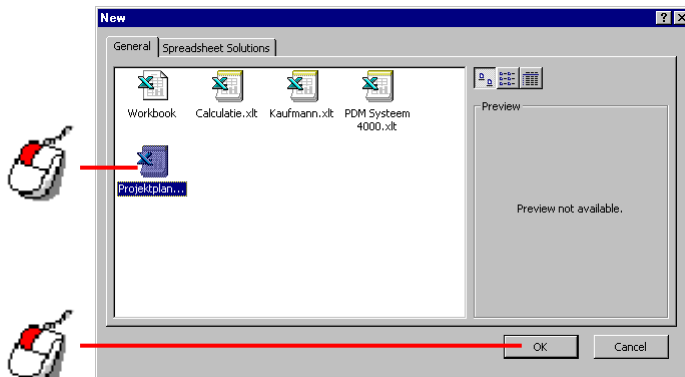 New
General Spreadsheet Solutions
Workbook Calculatie.xlt Kaufmann.xlt PDM Systeem
4000.xlt
Preview
Projektplan...
Preview not available.
OK Cancel